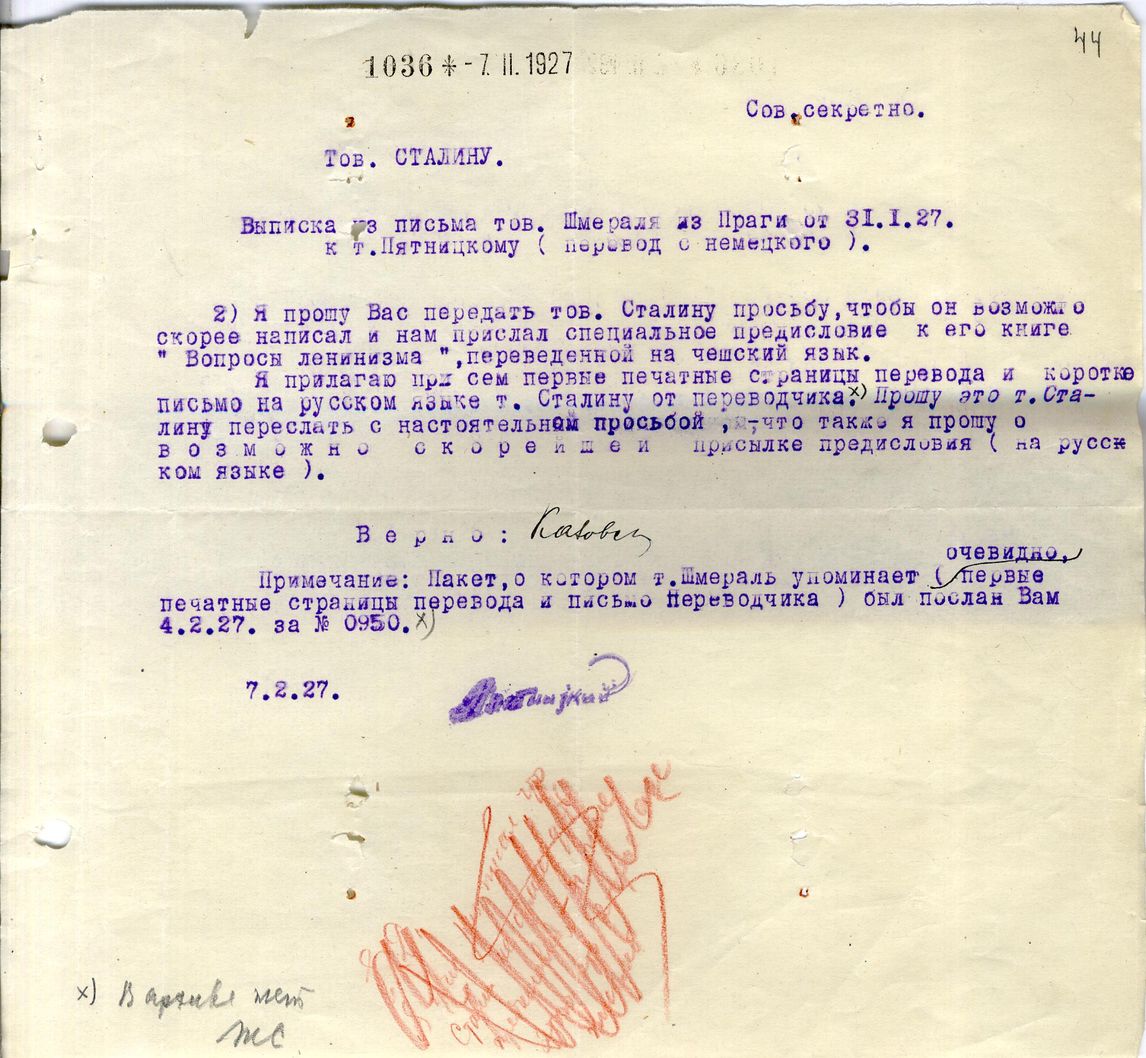 44
1036 * - 7. II. 1927
Сов. секретно.
Тов. СТАЛИНУ.
Выписка из письма тов. Шмераля из Праги от 31.I.27.
к т.Пятницкому ( перевод с немецкого ).
2) Я прошу Вас передать тов. Сталину просьбу,чтобы он возможно
скорее написал и нам прислал специальное предисловие к его книге
" Вопросы ленинизма ",переведенной на чешский язык.
Я прилагаю при сем первые печатные страницы перевода и коротке
письмо на русском языке т. Сталину от переводчика. х) Прошу это т.Ста-
лину переслать с настоятельной просьбой , что также я прошу о
в о з м о ж н о с к о р е й ш е й присылке предисловия ( на русск
ком языке ).
В е р н о :
очевидно,
Примечание: Пакет,о котором т.Шмераль упоминает ( первые
печатные страницы перевода и письмо переводчика ) был послан Вам
4.2.27. за № 0950. х)
7.2.27.
Пятницкий
х) В архиве нет